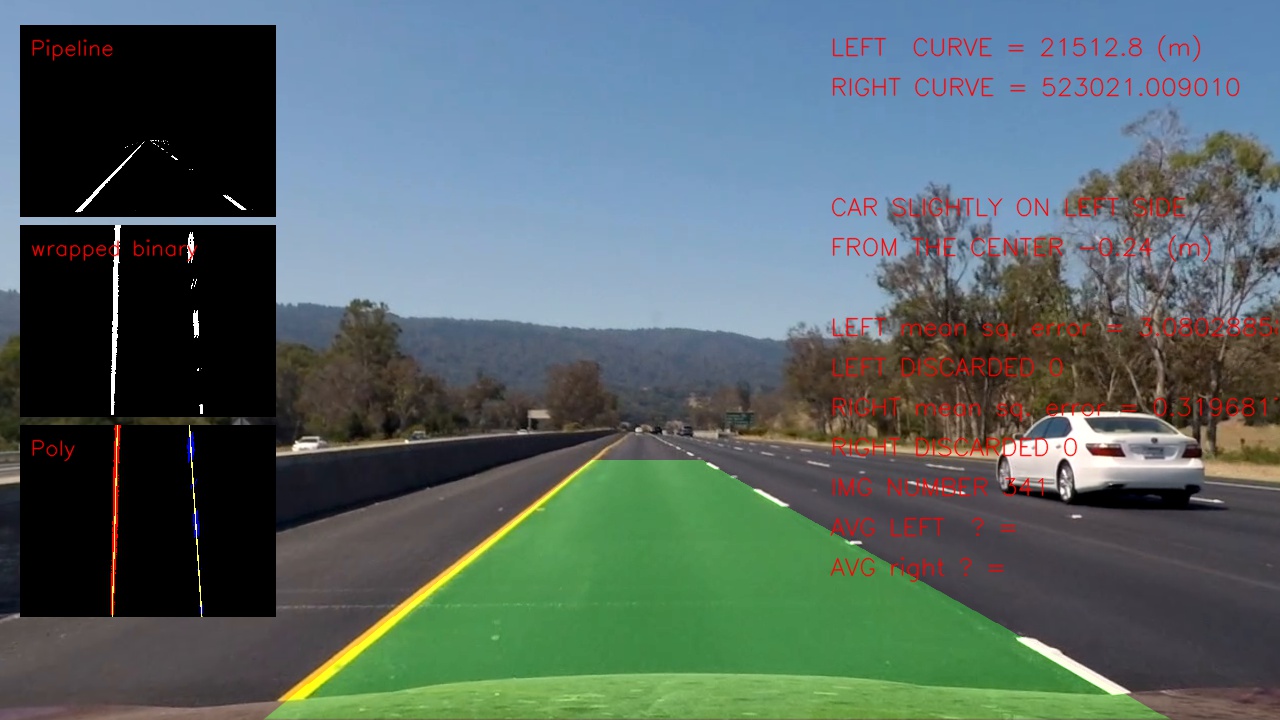 Pipeline
wrapped binary
Poly
LEFT CURVE = 21512.8 (m)
RIGHT CURVE = 523021.009010
CAR SLIGHTLY ON LEFT SIDE
FROM THE CENTER -0.24 (m)
LEFT mean sq. error = 3.0802885
LEFT DISCARDED 0
RIGHT mean sq. error = 0.319681
RIGHT DISCARDED 0
IMG NUMBER 341
AVG LEFT ? =
AVG right ? =